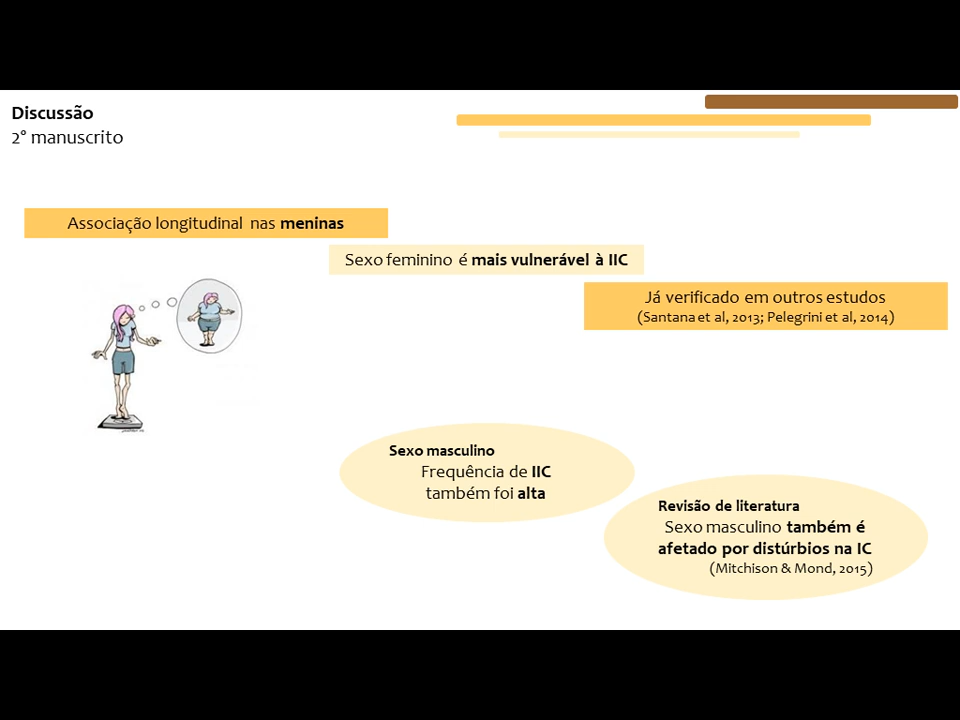 Discussão
2° manuscrito
Associação longitudinal nas meninas
Sexo feminino é mais vulnerável à IIC
Já verificado em outros estudos
(Santana et al, 2013; Pelegrini et al, 2014)
Sexo masculino
Frequência de IIC
também foi alta
Revisão de literatura
Sexo masculino também é
afetado por distúrbios na IC
(Mitchison & Mond, 2015)